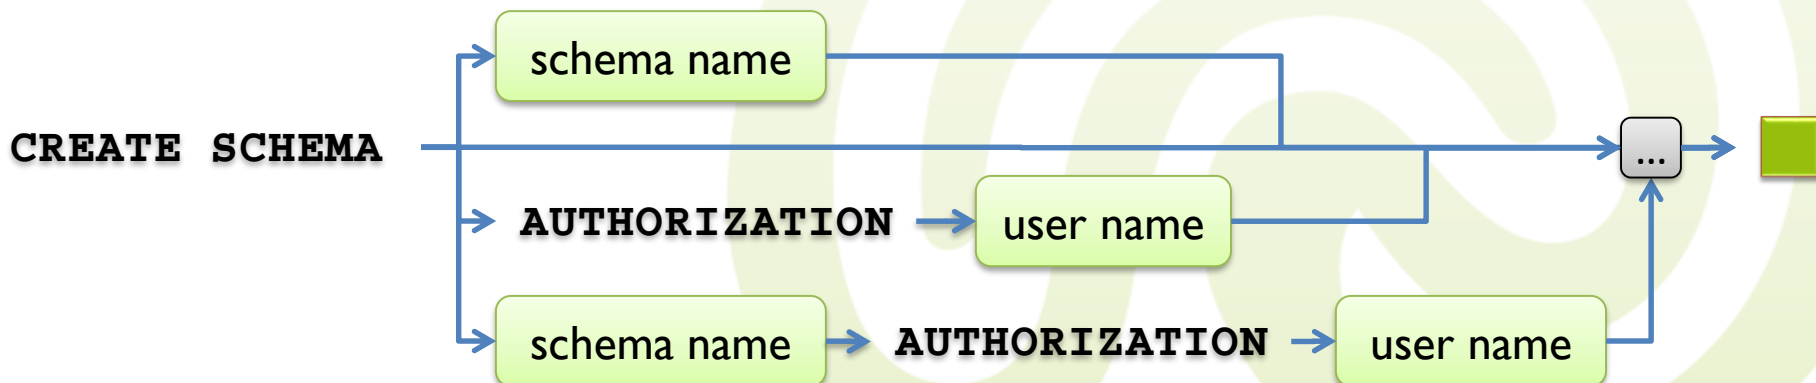 schema name
CREATE SCHEMA
...
AUTHORIZATION user name
schema name AUTHORIZATION user name